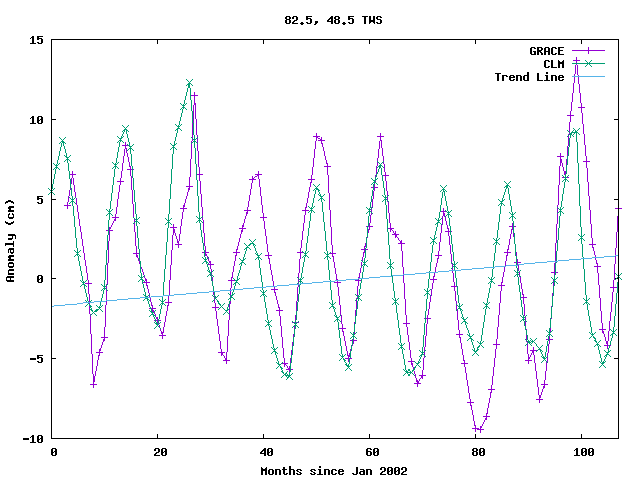 82.5, 48.5 TWS
GRACE
CLM
Trend Line
15
10
5
0
-5
-10
Anomaly (cm)
0 20 40 60 80 100
Months since Jan 2002